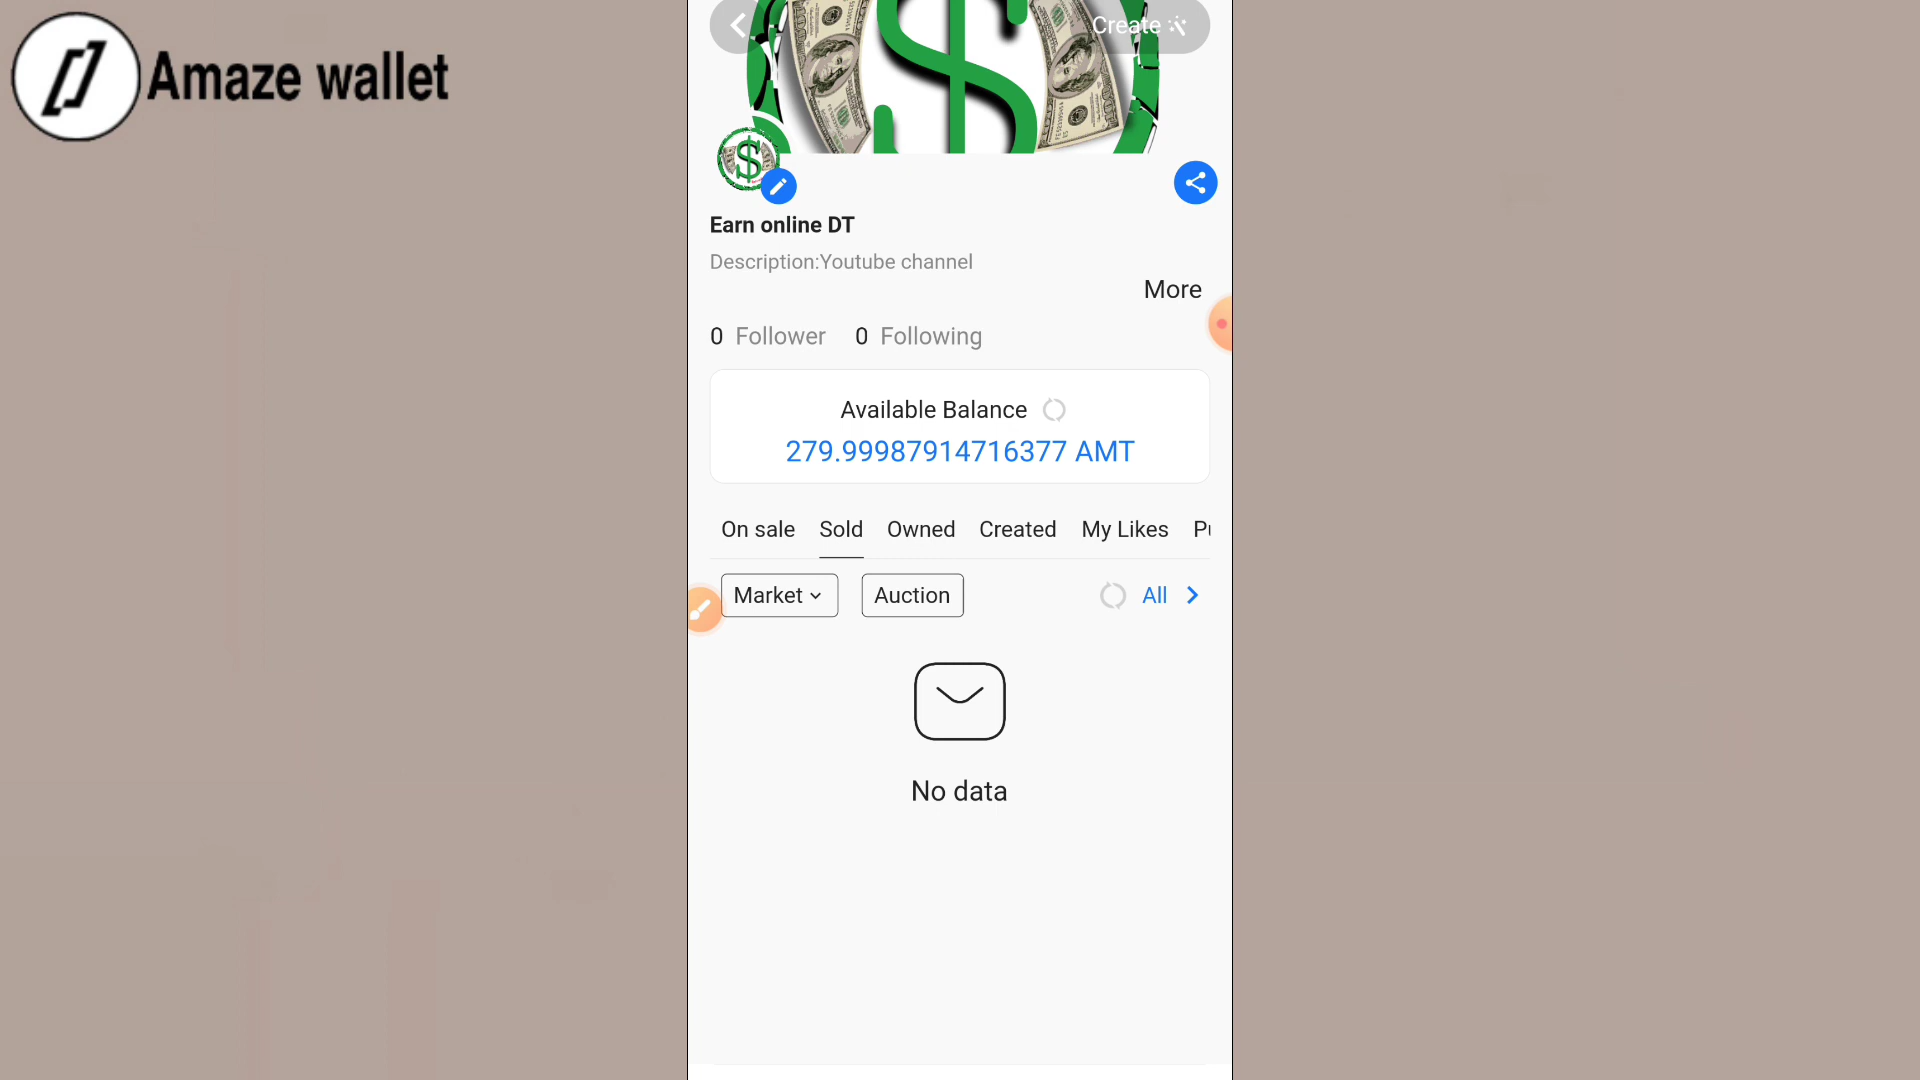 Amaze wallet
Create
Earn online DT
Description:Youtube channel
More
0 Follower 0 Following
Available Balance
279.99987914716377 AMT
On sale Sold Owned Created My Likes
Market Auction All
No data